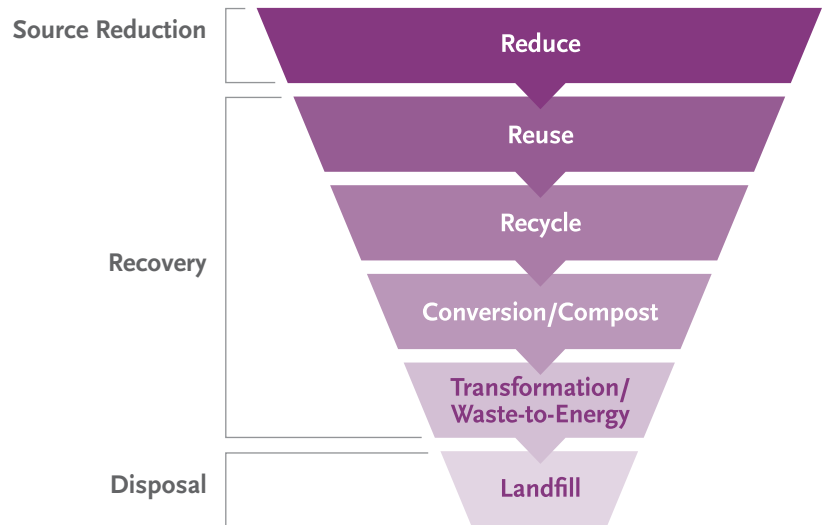 Source Reduction
Reduce
Reuse
Recycle
Recovery
Conversion/Compost
Transformation/
Waste-to-Energy
Disposal
Landfill